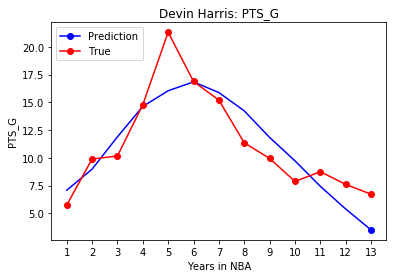 Devin Harris: PTS_G
Prediction
True
PTS_G
20.0
17.5
15.0
12.5
10.0
7.5
5.0
1 2 3 4 5 6 7 8 9 10 11 12 13
Years in NBA